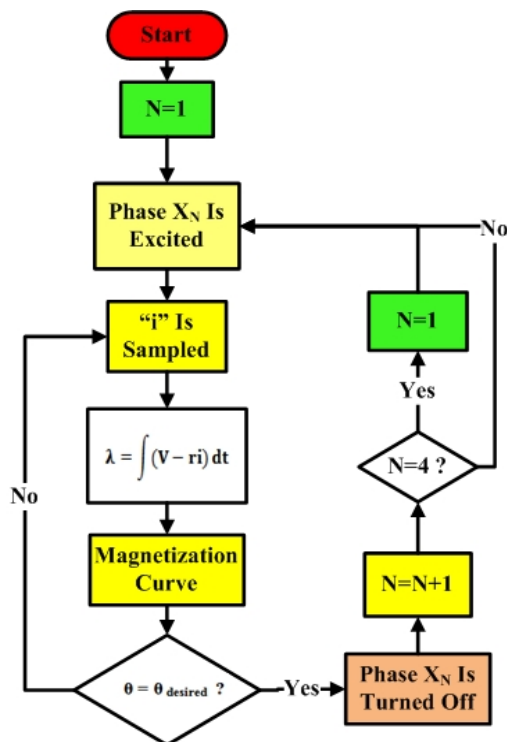 Start
N=1
Phase X_N Is
Excited
“i” Is
Sampled
λ = ∫ (V − ri) dt
Magnetization
Curve
θ = θ desired ?
No
Yes
Phase X_N Is
Turned Off
N=N+1
N=4 ?
Yes
N=1
No